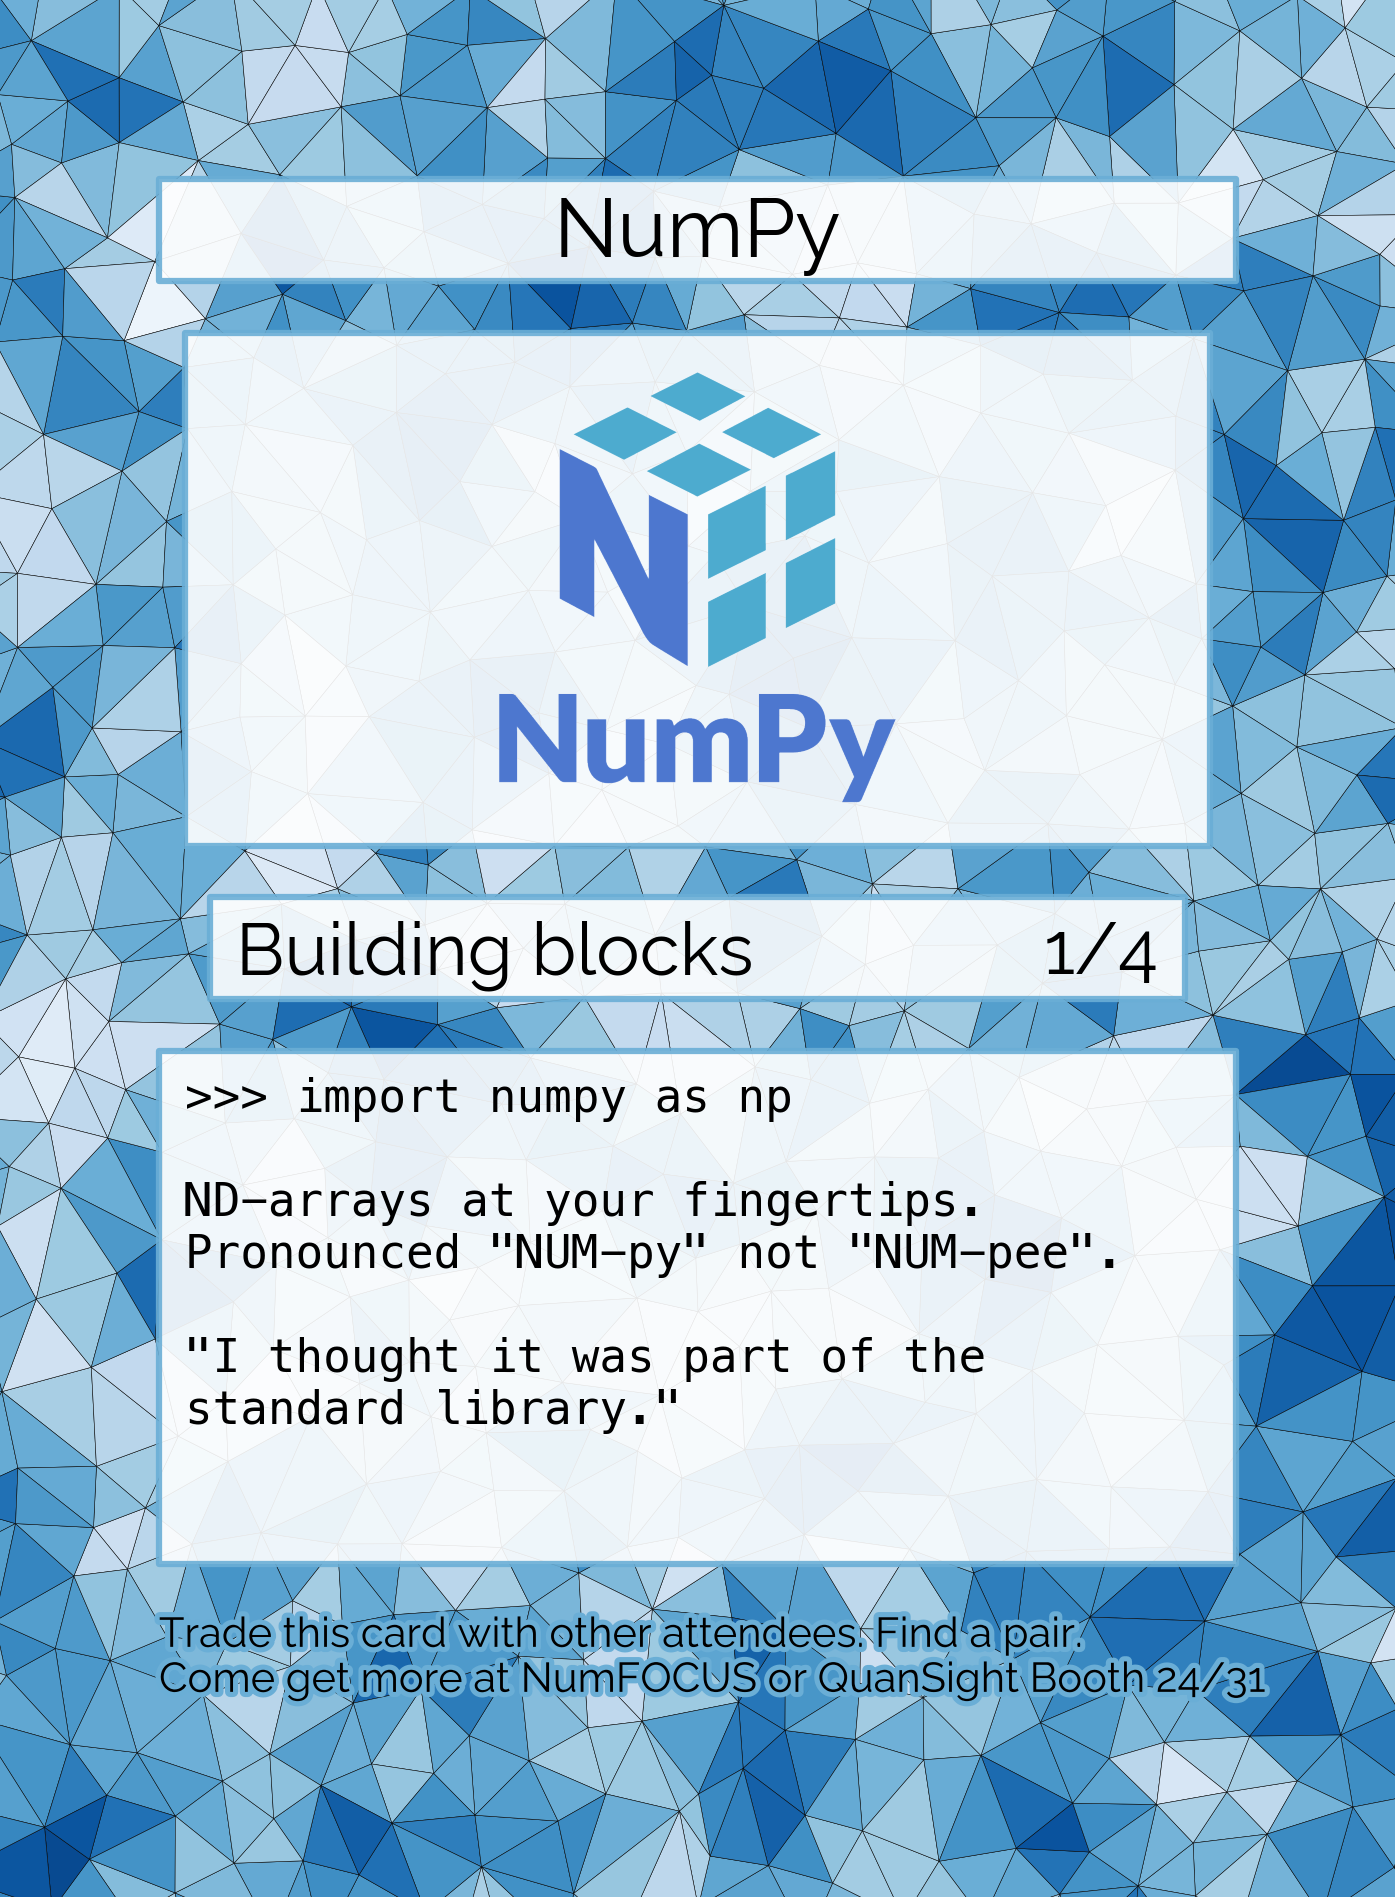 NumPy
NumPy
Building blocks 1/4
>>> import numpy as np
ND-arrays at your fingertips.
Pronounced "NUM-py" not "NUM-pee".
"I thought it was part of the
standard library."
Trade this card with other attendees. Find a pair.
Come get more at NumFOCUS or QuanSight Booth 24/31